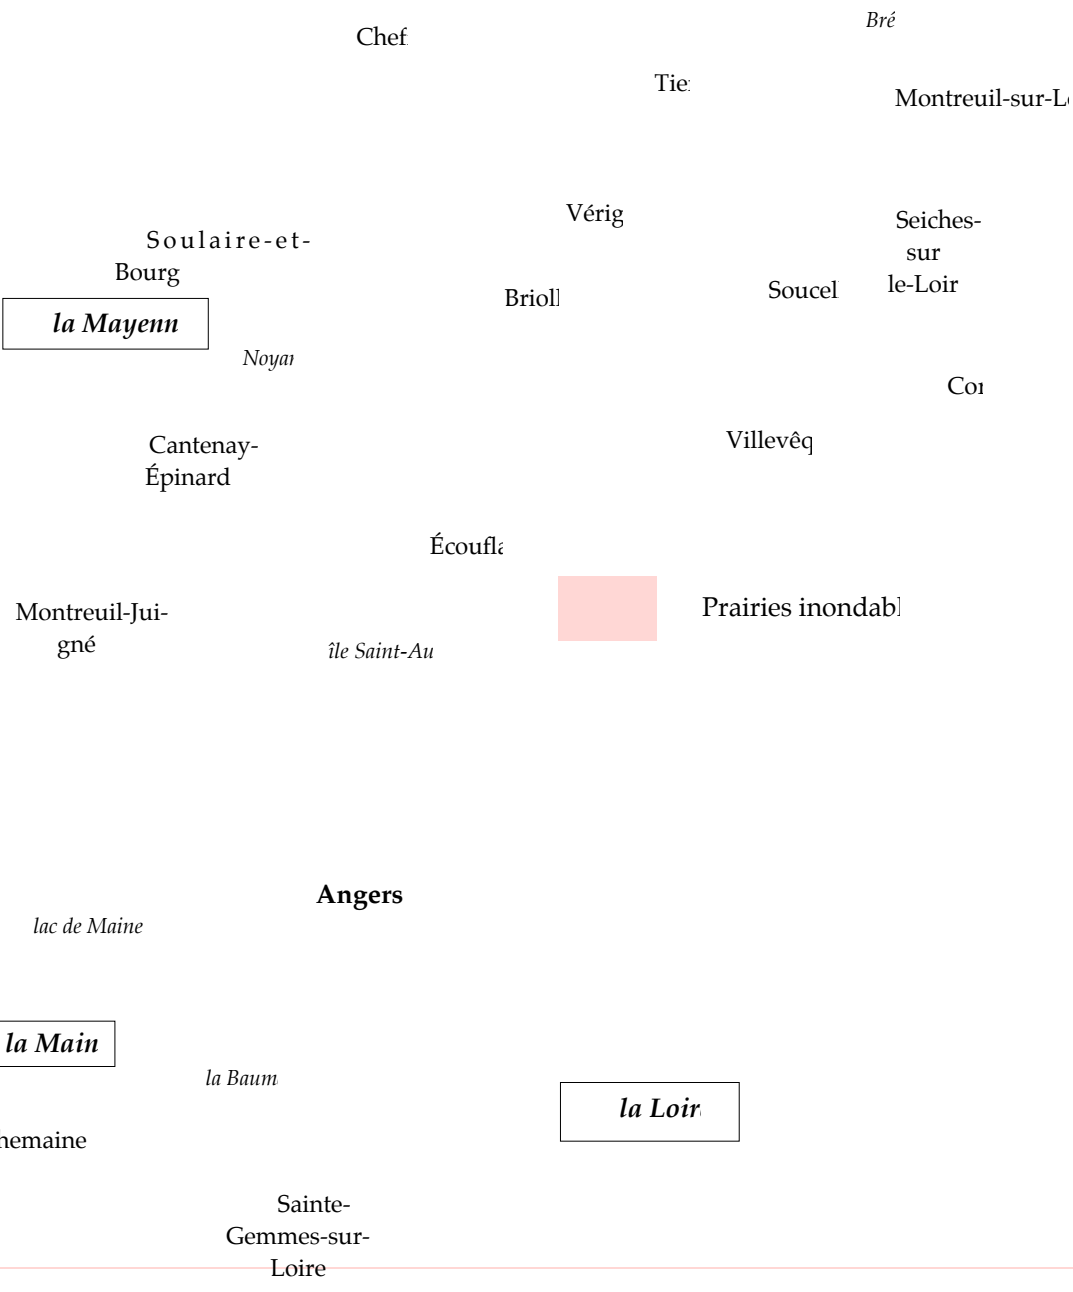 Bré
Chef
Tie
Montreuil-sur-L
Vérig
Seiches-
sur
le-Loir
Soulaire-et-
Bourg
Briol
Soucel
la Mayenn
Noyan
Cor
Cantenay-
Épinard
Villevêq
Écoufla
Prairies inondabl
Montreuil-Jui-
gné
île Saint-Au
Angers
lac de Maine
la Main
la Baum
la Loir
hemaine
Sainte-
Gemmes-sur-
Loire